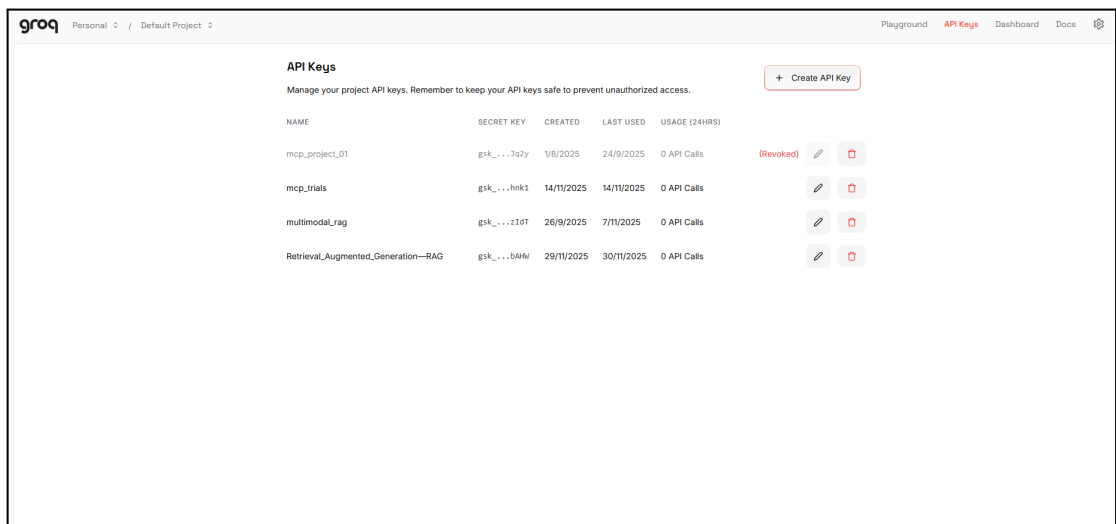 groq Personal / Default Project Playground API Keys Dashboard Docs
API Keys
+ Create API Key
Manage your project API keys. Remember to keep your API keys safe to prevent unauthorized access.
NAME SECRET KEY CREATED LAST USED USAGE (24HRS)
mcp_project_01 gsk_...Jq2y 1/8/2025 24/9/2025 0 API Calls (Revoked)
mcp_trials gsk_...hnk1 14/11/2025 14/11/2025 0 API Calls
multimodal_rag gsk_...zIdT 26/9/2025 7/11/2025 0 API Calls
Retrieval_Augmented_Generation—RAG gsk_...bAHW 29/11/2025 30/11/2025 0 API Calls